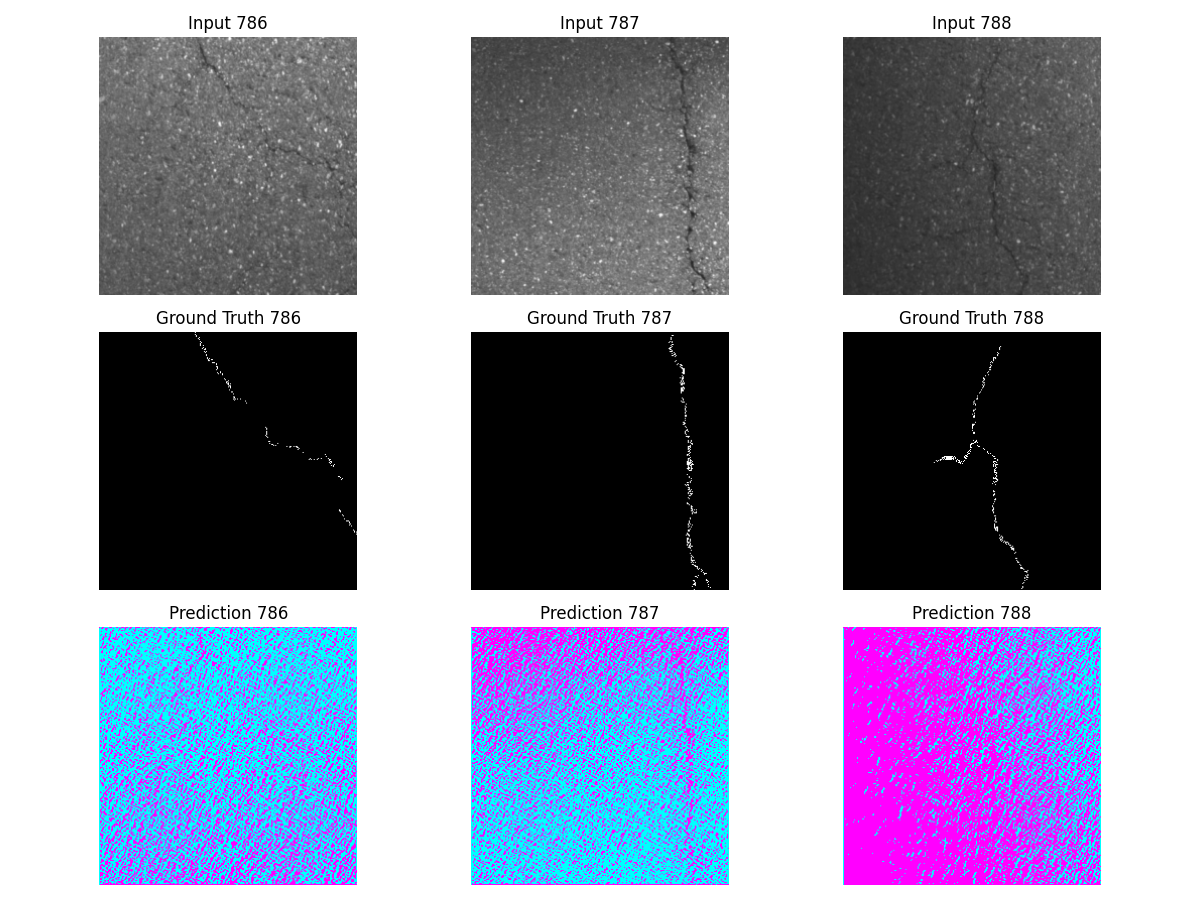 Input 786
Input 787
Input 788
Ground Truth 786
Ground Truth 787
Ground Truth 788
Prediction 786
Prediction 787
Prediction 788